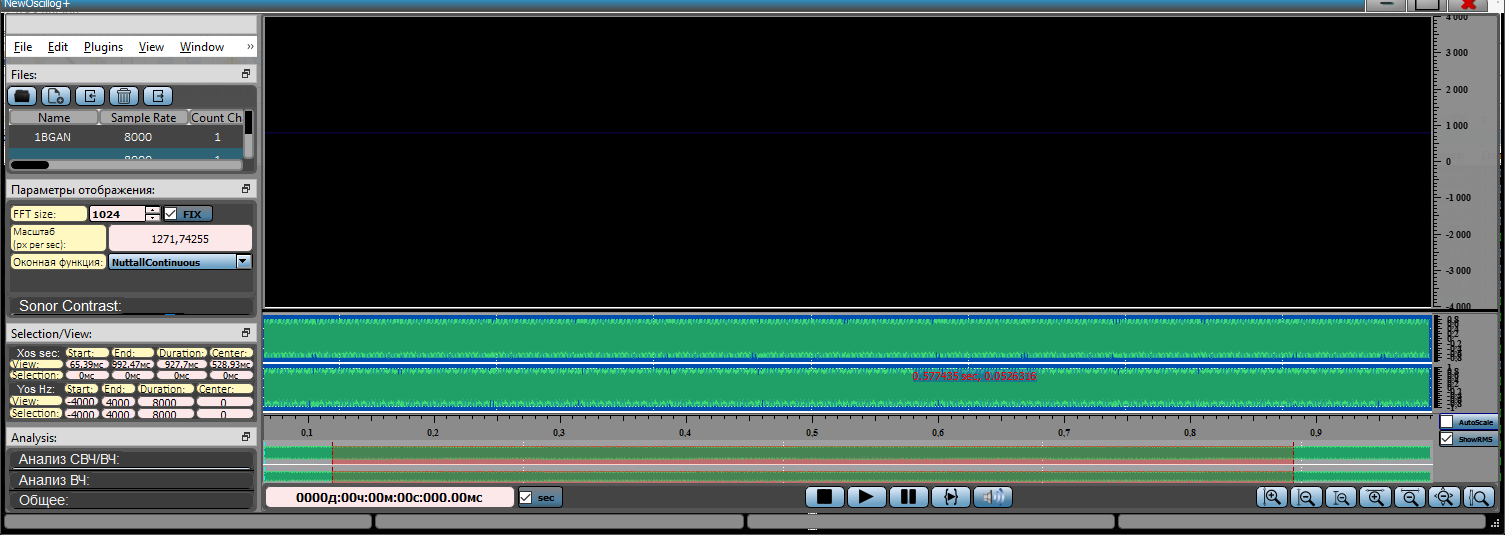 NewOscillog+
File Edit Plugins View Window »
Files:
Name Sample Rate Count Ch
1BGAN 8000 1
8000 1
Параметры отображения:
FFT size: 1024 FIX
Масштаб
(px per sec): 1271,74255
Оконная функция: NuttallContinuous
Sonor Contrast:
Selection/View:
Xos sec: Start: End: Duration: Center:
View: 65.39мс 992.47мс 927.7мс 528.93мс
Selection: 0мс 0мс 0мс 0мс
Yos Hz: Start: End: Duration: Center:
View: -4000 4000 8000 0
Selection: -4000 4000 8000 0
Analysis:
Анализ СВЧ/ВЧ:
Анализ ВЧ:
Общее:
4 000
3 000
2 000
1 000
0
-1 000
-2 000
-3 000
-4 000
0.577435 sec, 0.0526316
0,1 0,2 0,3 0,4 0,5 0,6 0,7 0,8 0,9
AutoScale
ShowRMS
0000д:00ч:00м:00с:000.00мс sec